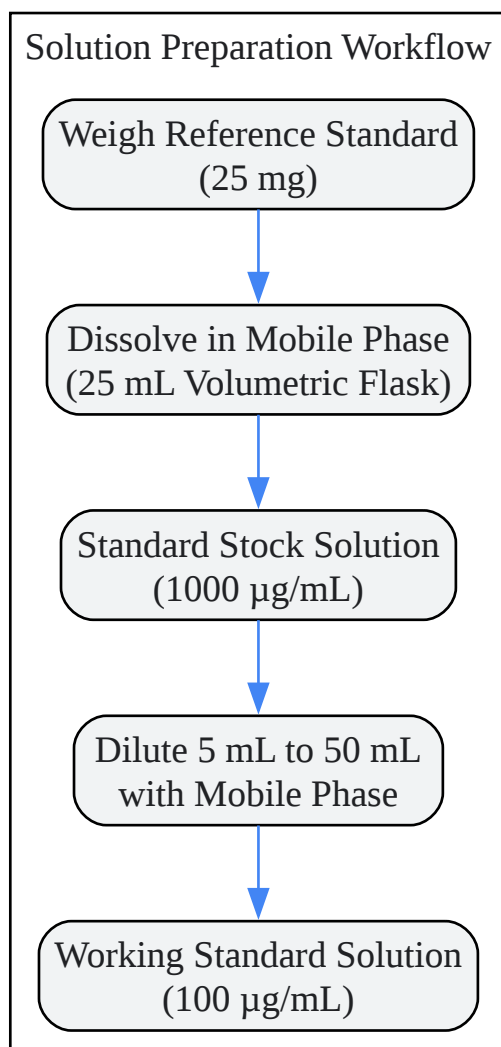 Solution Preparation Workflow
Weigh Reference Standard
(25 mg)
Dissolve in Mobile Phase
(25 mL Volumetric Flask)
Standard Stock Solution
(1000 µg/mL)
Dilute 5 mL to 50 mL
with Mobile Phase
Working Standard Solution
(100 µg/mL)